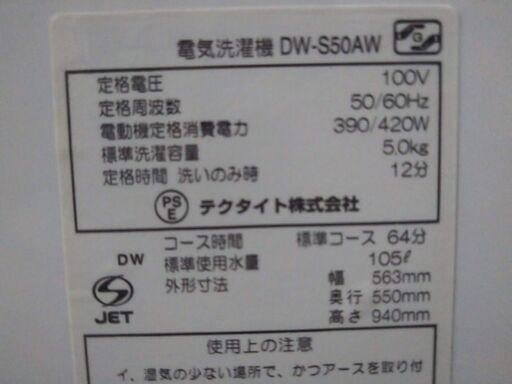 電気洗濯機 DW-S50AW G
定格電圧 100V
定格周波数 50/60Hz
電動機定格消費電力 390/420W
標準洗濯容量 5.0kg
定格時間 洗いのみ時 12分
PS E テクタイト株式会社
コース時間 標準コース 64分
DW 標準使用水量 105ℓ
外形寸法 幅 563mm
奥行 550mm
高さ 940mm
S JET
使用上の注意
イ、湿気の少ない場所で、かつアースを取り付